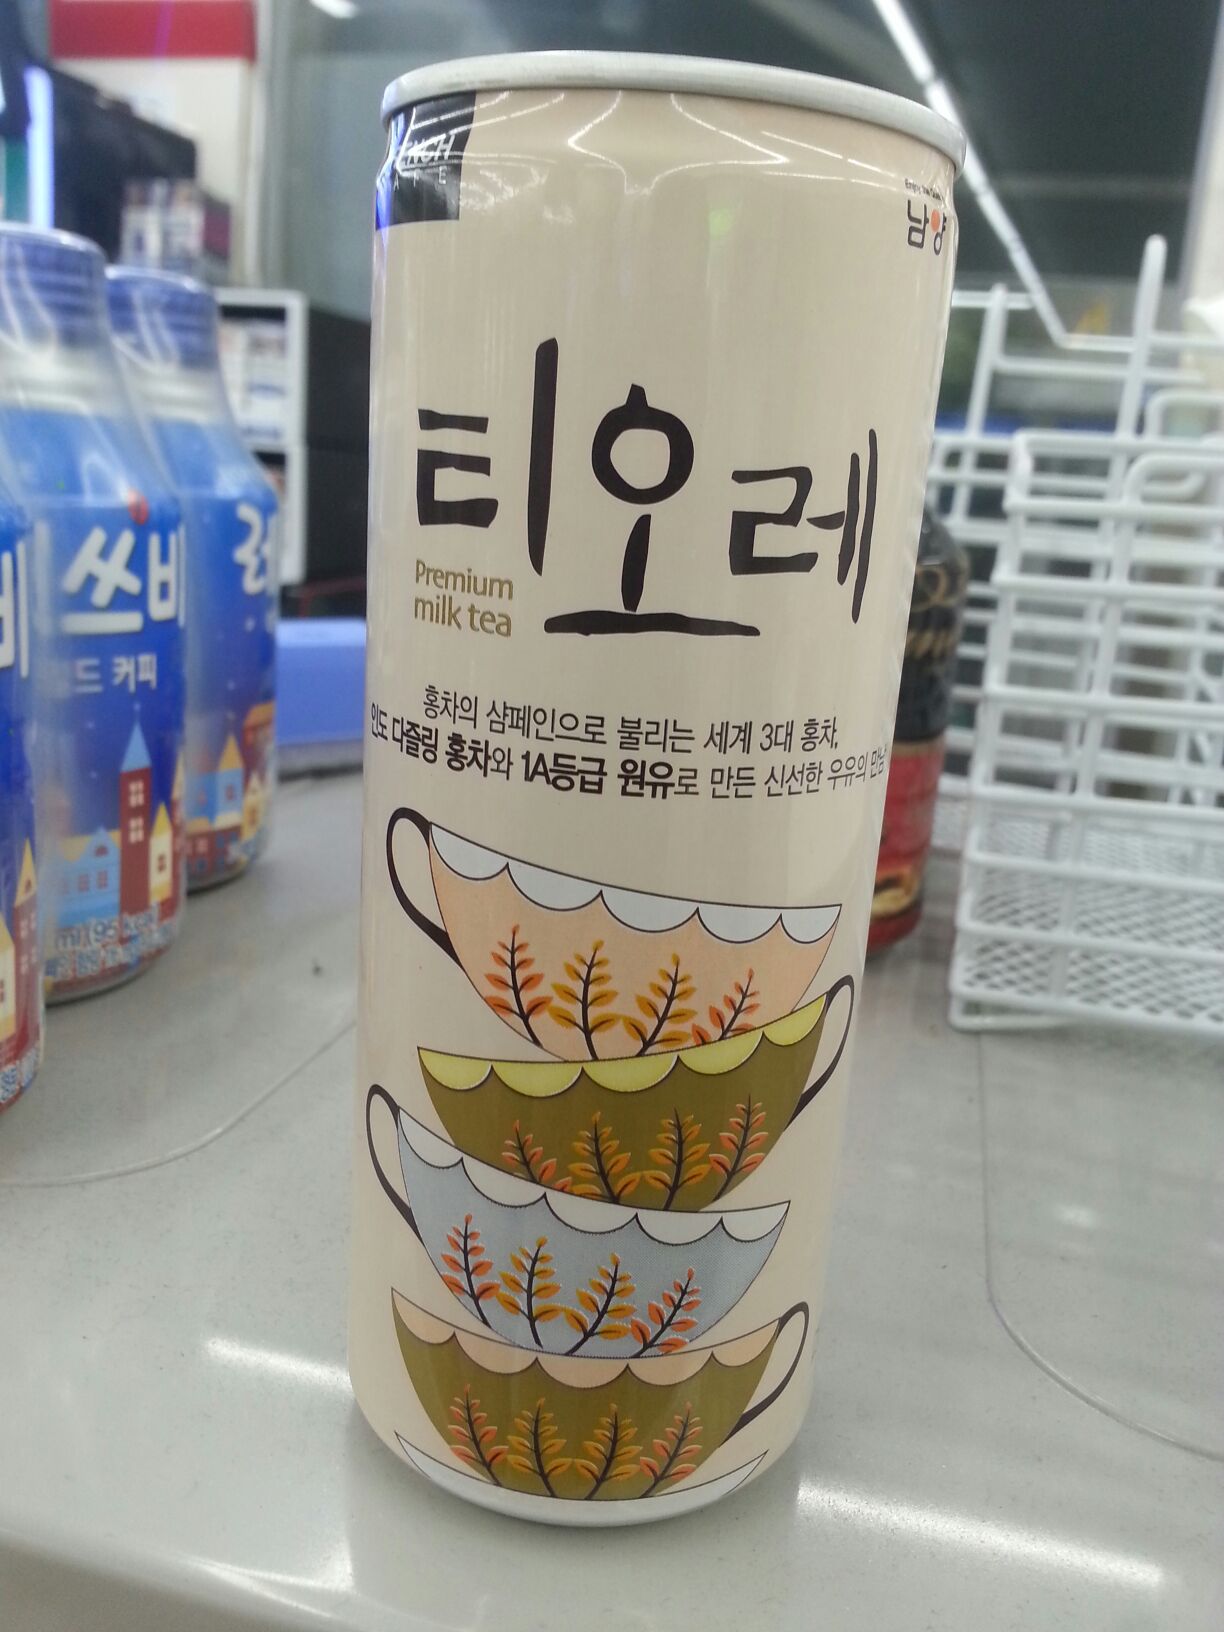 남양
티오레
Premium
milk tea
홍차의 샴페인으로 불리는 세계 3대 홍차,
인도 다즐링 홍차와 1A등급 원유로 만든 신선한 우유의 만남
쓰비
드 커피